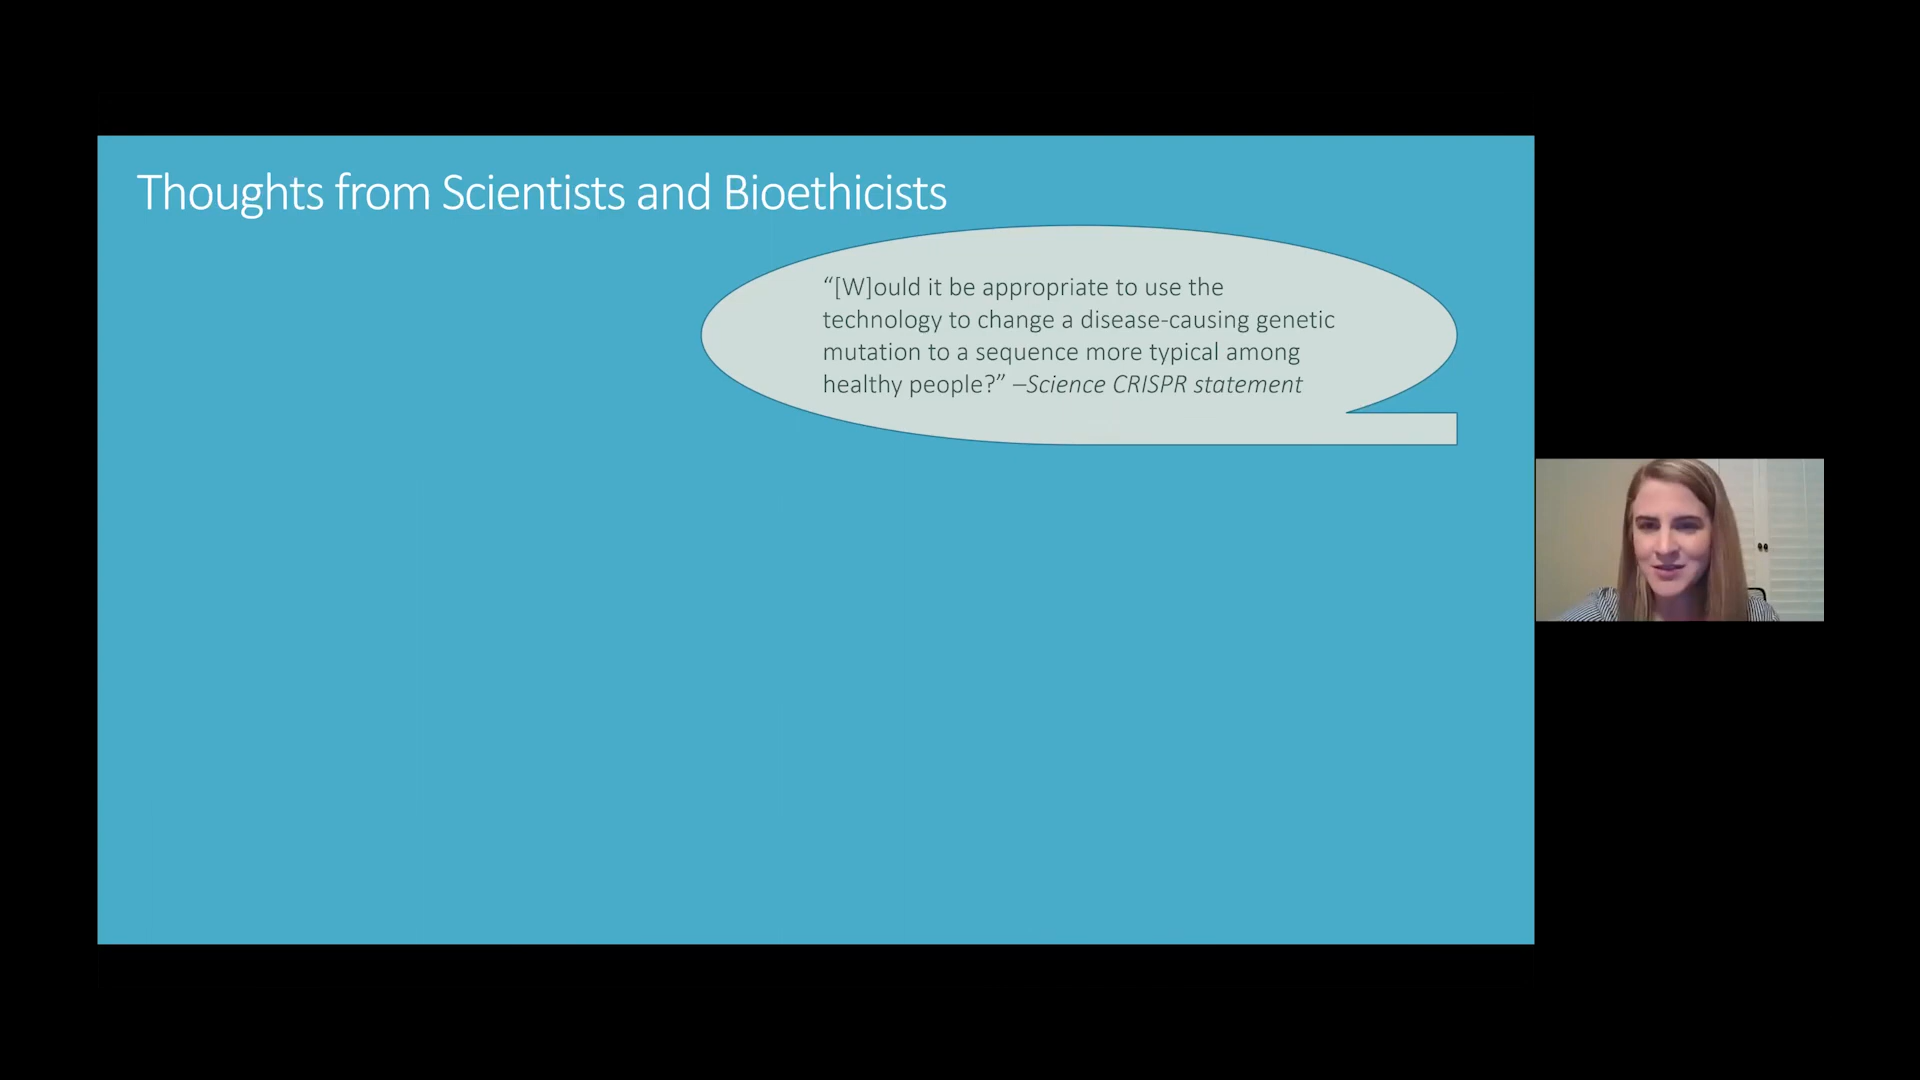 Thoughts from Scientists and Bioethicists
“[W]ould it be appropriate to use the
technology to change a disease-causing genetic
mutation to a sequence more typical among
healthy people?” –Science CRISPR statement